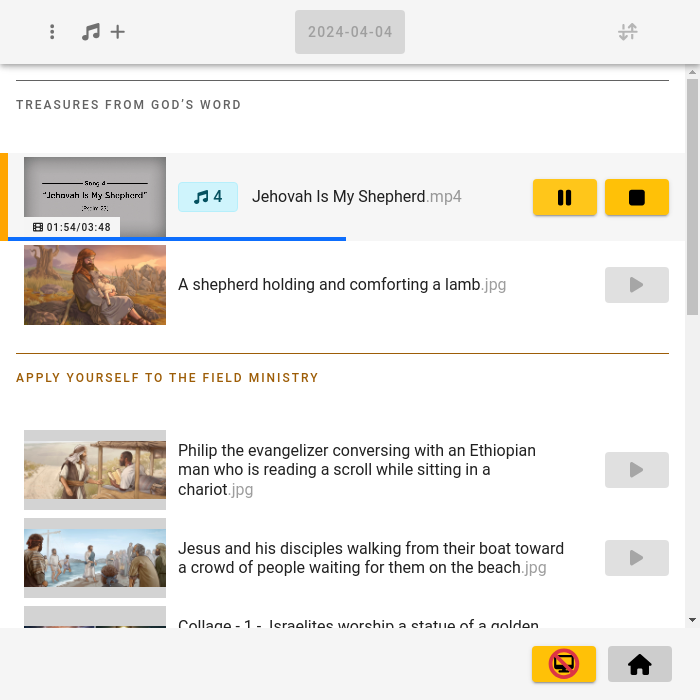 2024-04-04
TREASURES FROM GOD’S WORD
Song 4
“Jehovah Is My Shepherd”
(Psalm 23)
01:54/03:48
4
Jehovah Is My Shepherd.mp4
A shepherd holding and comforting a lamb.jpg
APPLY YOURSELF TO THE FIELD MINISTRY
Philip the evangelizer conversing with an Ethiopian
man who is reading a scroll while sitting in a
chariot.jpg
Jesus and his disciples walking from their boat toward
a crowd of people waiting for them on the beach.jpg
Collage - 1 - Israelites worship a statue of a golden